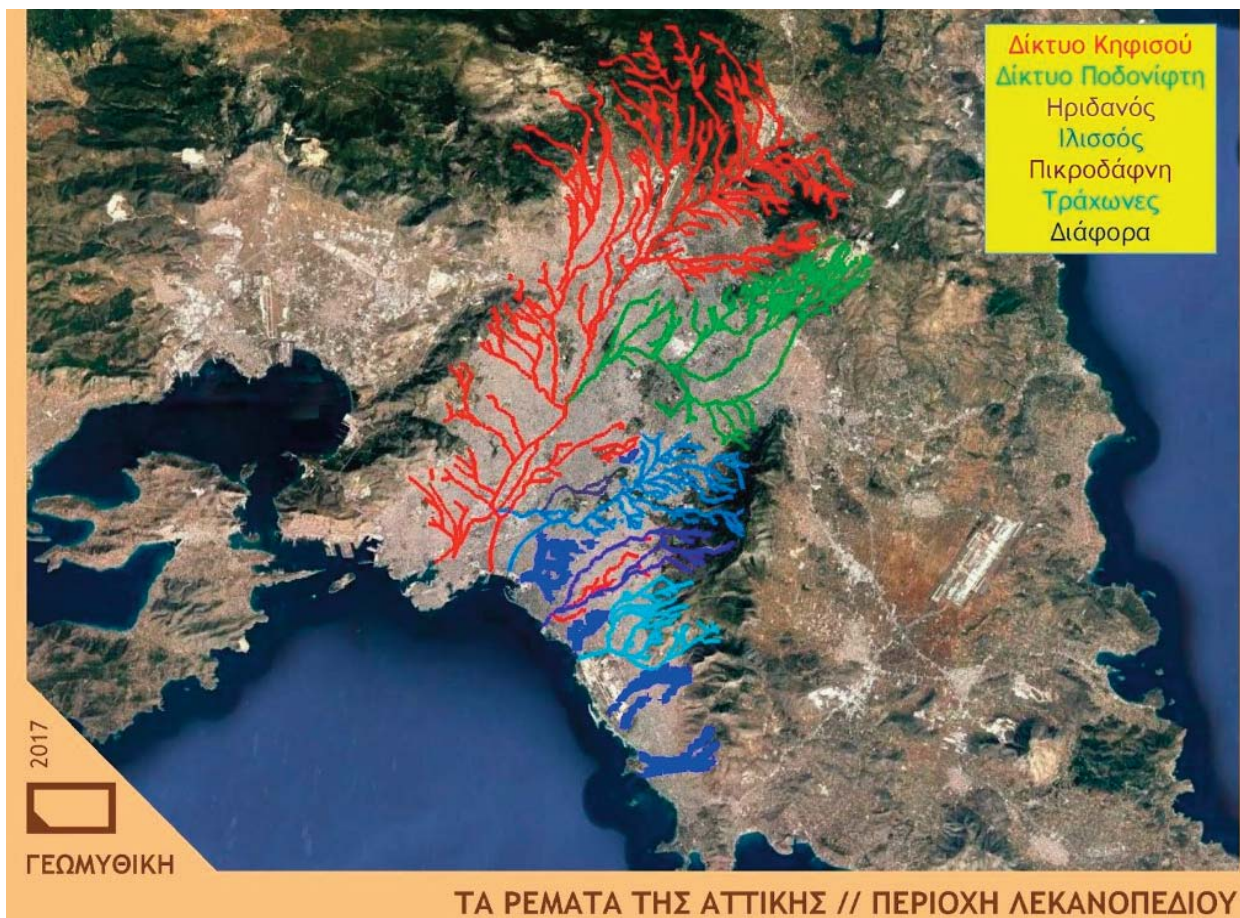 Δίκτυο Κηφισού
Δίκτυο Ποδονίφτη
Ηριδανός
Ιλισσός
Πικροδάφνη
Τράχωνες
Διάφορα
2017
ΓΕΩΜΥΘΙΚΗ
ΤΑ ΡΕΜΑΤΑ ΤΗΣ ΑΤΤΙΚΗΣ // ΠΕΡΙΟΧΗ ΛΕΚΑΝΟΠΕΔΙΟΥ